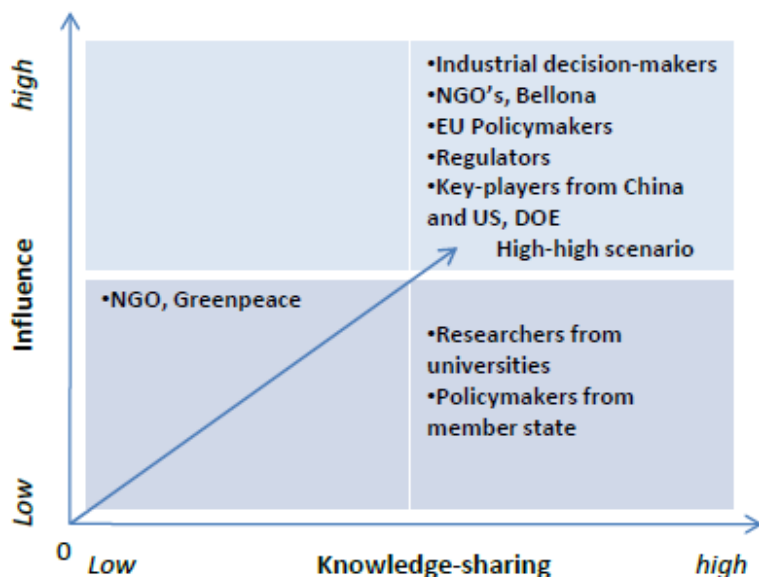 high
•Industrial decision-makers
•NGO's, Bellona
•EU Policymakers
•Regulators
•Key-players from China
and US, DOE
High-high scenario
Influence
•NGO, Greenpeace
•Researchers from
universities
•Policymakers from
member state
Low
0
Low
Knowledge-sharing
high